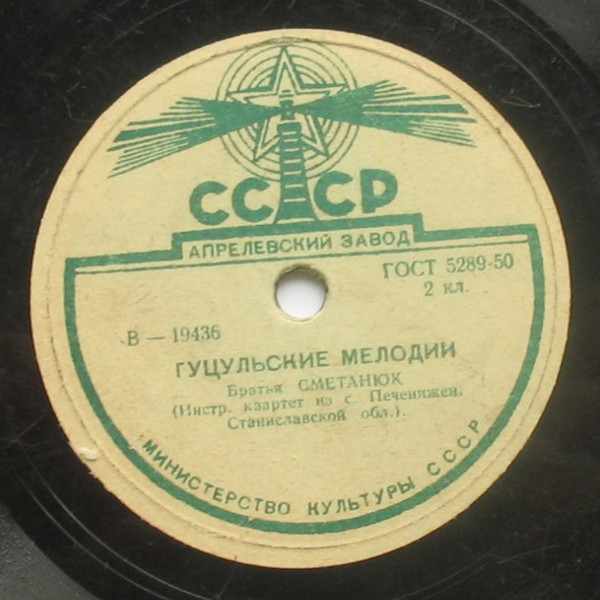 СССР
АПРЕЛЕВСКИЙ ЗАВОД
ГОСТ 5289-50
2 кл.
В — 19436
ГУЦУЛЬСКИЕ МЕЛОДИИ
Братья СМЕТАНЮК
(Инстр. квартет из с. Печенижен,
Станиславской обл.).
МИНИСТЕРСТВО КУЛЬТУРЫ СССР